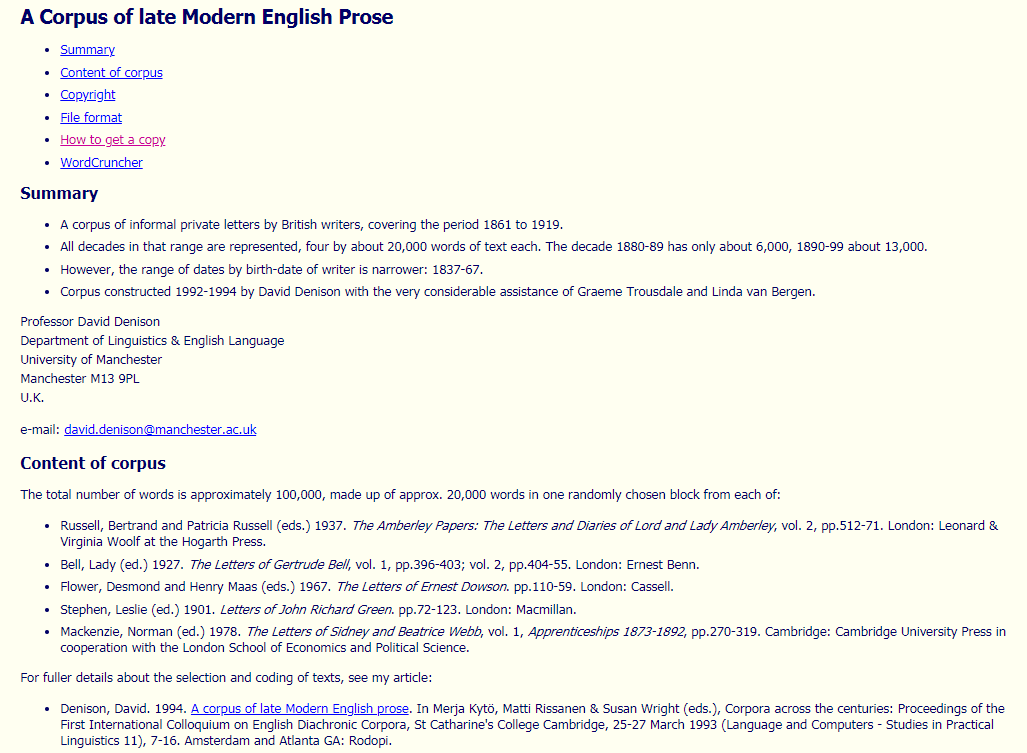 A Corpus of late Modern English Prose
• Summary
• Content of corpus
• Copyright
• File format
• How to get a copy
• WordCruncher
Summary
• A corpus of informal private letters by British writers, covering the period 1861 to 1919.
• All decades in that range are represented, four by about 20,000 words of text each. The decade 1880-89 has only about 6,000, 1890-99 about 13,000.
• However, the range of dates by birth-date of writer is narrower: 1837-67.
• Corpus constructed 1992-1994 by David Denison with the very considerable assistance of Graeme Trousdale and Linda van Bergen.
Professor David Denison
Department of Linguistics & English Language
University of Manchester
Manchester M13 9PL
U.K.
e-mail: david.denison@manchester.ac.uk
Content of corpus
The total number of words is approximately 100,000, made up of approx. 20,000 words in one randomly chosen block from each of:
• Russell, Bertrand and Patricia Russell (eds.) 1937. The Amberley Papers: The Letters and Diaries of Lord and Lady Amberley, vol. 2, pp.512-71. London: Leonard &
Virginia Woolf at the Hogarth Press.
• Bell, Lady (ed.) 1927. The Letters of Gertrude Bell, vol. 1, pp.396-403; vol. 2, pp.404-55. London: Ernest Benn.
• Flower, Desmond and Henry Maas (eds.) 1967. The Letters of Ernest Dowson. pp.110-59. London: Cassell.
• Stephen, Leslie (ed.) 1901. Letters of John Richard Green. pp.72-123. London: Macmillan.
• Mackenzie, Norman (ed.) 1978. The Letters of Sidney and Beatrice Webb, vol. 1, Apprenticeships 1873-1892, pp.270-319. Cambridge: Cambridge University Press in
cooperation with the London School of Economics and Political Science.
For fuller details about the selection and coding of texts, see my article:
• Denison, David. 1994. A corpus of late Modern English prose. In Merja Kytö, Matti Rissanen & Susan Wright (eds.), Corpora across the centuries: Proceedings of the
First International Colloquium on English Diachronic Corpora, St Catharine's College Cambridge, 25-27 March 1993 (Language and Computers - Studies in Practical
Linguistics 11), 7-16. Amsterdam and Atlanta GA: Rodopi.